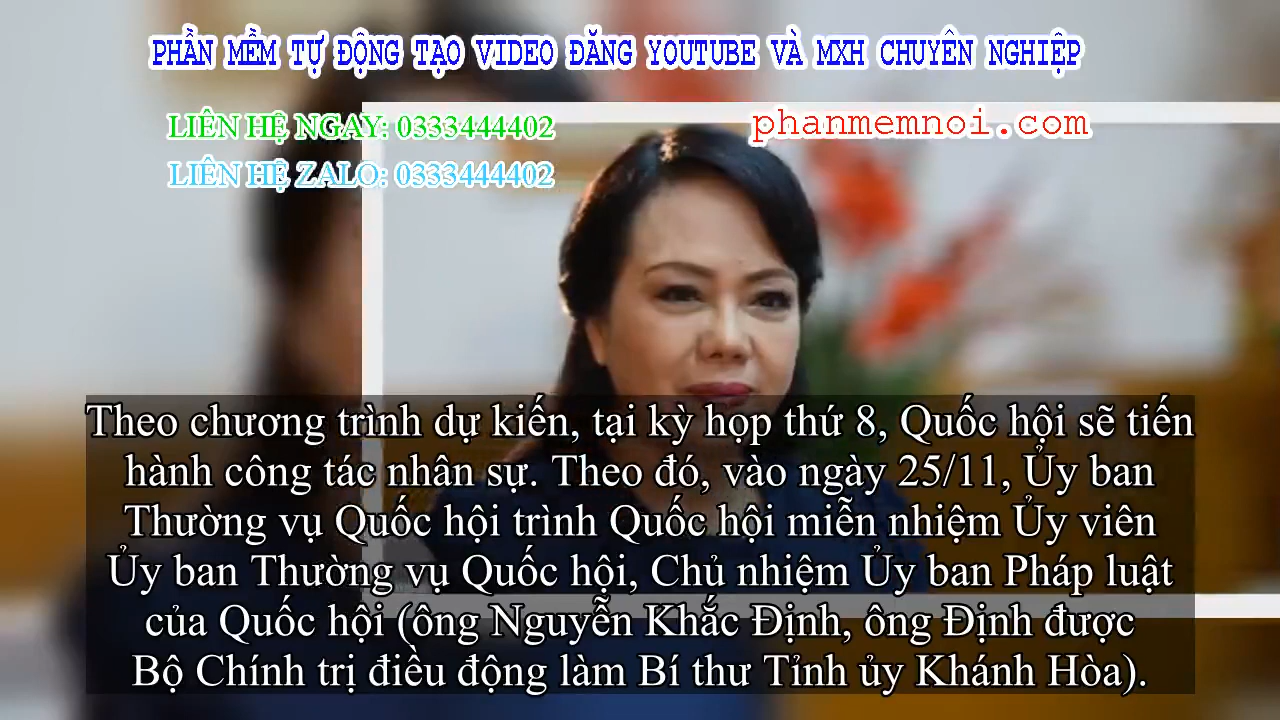 PHẦN MỀM TỰ ĐỘNG TẠO VIDEO ĐĂNG YOUTUBE VÀ MXH CHUYÊN NGHIỆP
LIÊN HỆ NGAY: 0333444402
phanmemnoi.com
LIÊN HỆ ZALO: 0333444402
Theo chương trình dự kiến, tại kỳ họp thứ 8, Quốc hội sẽ tiến
hành công tác nhân sự. Theo đó, vào ngày 25/11, Ủy ban
Thường vụ Quốc hội trình Quốc hội miễn nhiệm Ủy viên
Ủy ban Thường vụ Quốc hội, Chủ nhiệm Ủy ban Pháp luật
của Quốc hội (ông Nguyễn Khắc Định, ông Định được
Bộ Chính trị điều động làm Bí thư Tỉnh ủy Khánh Hòa).